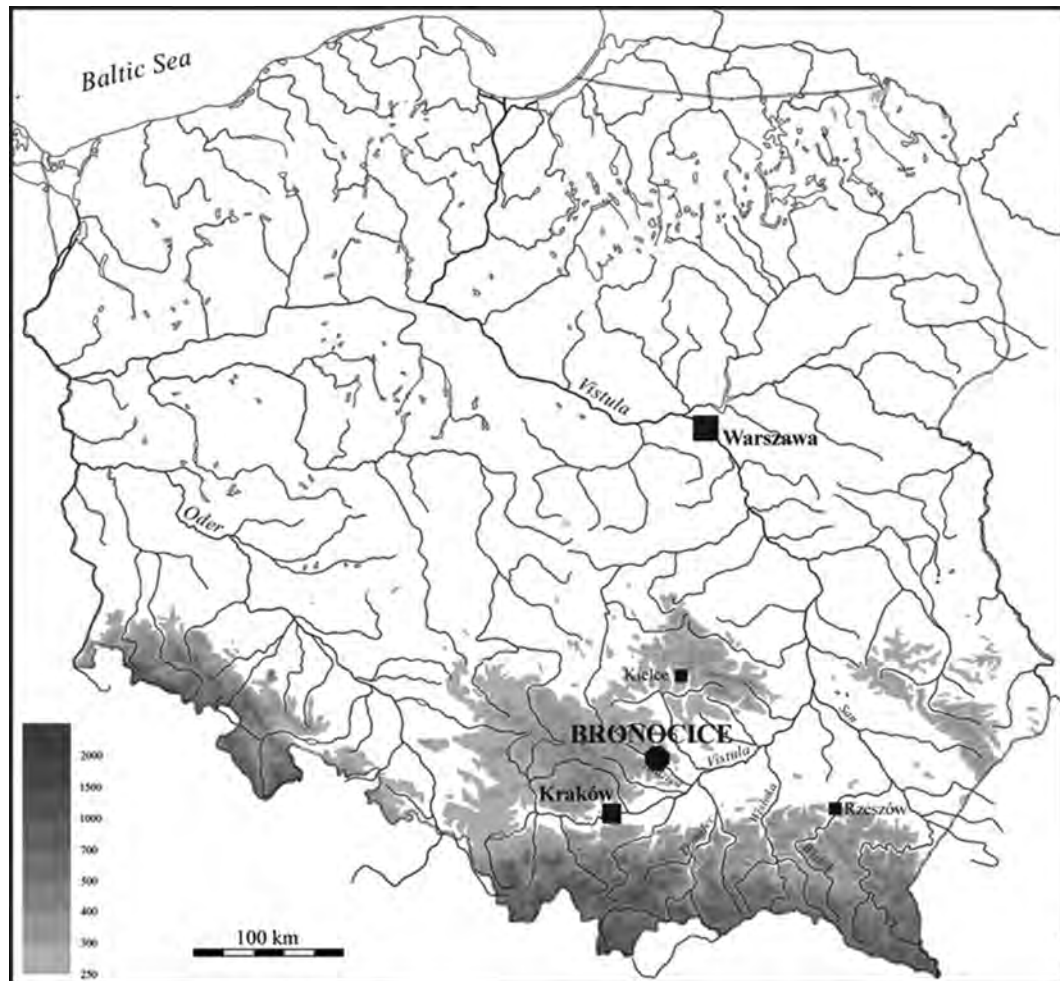 Baltic Sea
Vistula
Warszawa
Oder
Kielce
San
BRONOCICE
Vistula
Kraków
Wisłoka
Rzeszów
2000
1500
1000
700
500
400
300
250
100 km